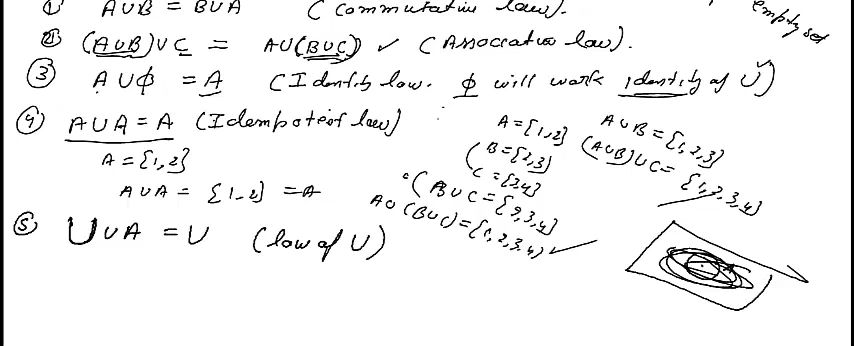 ① A∪B = B∪A (Commutative law).
② (A∪B)∪C = A∪(B∪C) ✓ (Associative law).
③ A∪ϕ = A (Identity law. ϕ will work identity of ∪)
empty set
④ A∪A = A (Idempotent law)
A = {1,2}
A∪A = {1,2} = A
A = {1,2}
B = {2,3}
C = {3,4}
A∪B = {1,2,3}
(A∪B)∪C = {1,2,3,4}
(B∪C = {2,3,4}
A∪(B∪C) = {1,2,3,4} ✓
⑤ U∪A = U (law of U)
A